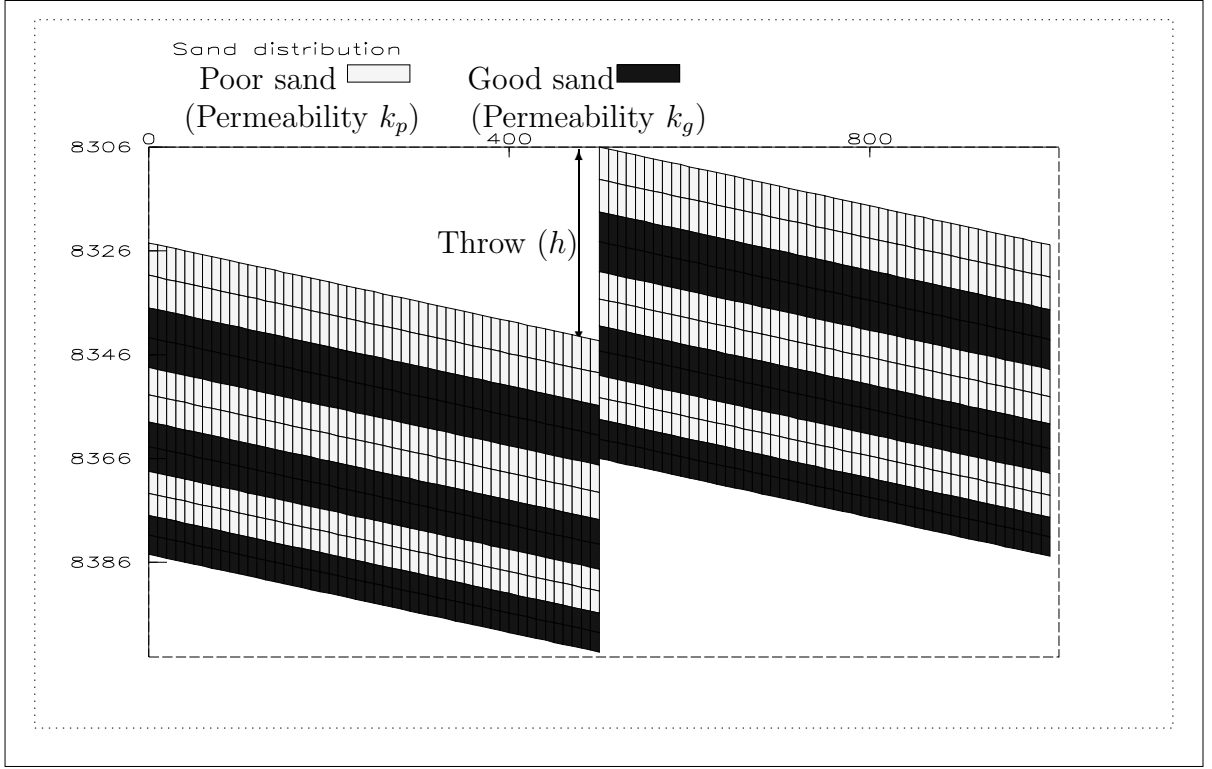 Sand distribution
Poor sand Good sand
(Permeability k_p) (Permeability k_g)
0 400 800
8306
Throw (h)
8326
8346
8366
8386